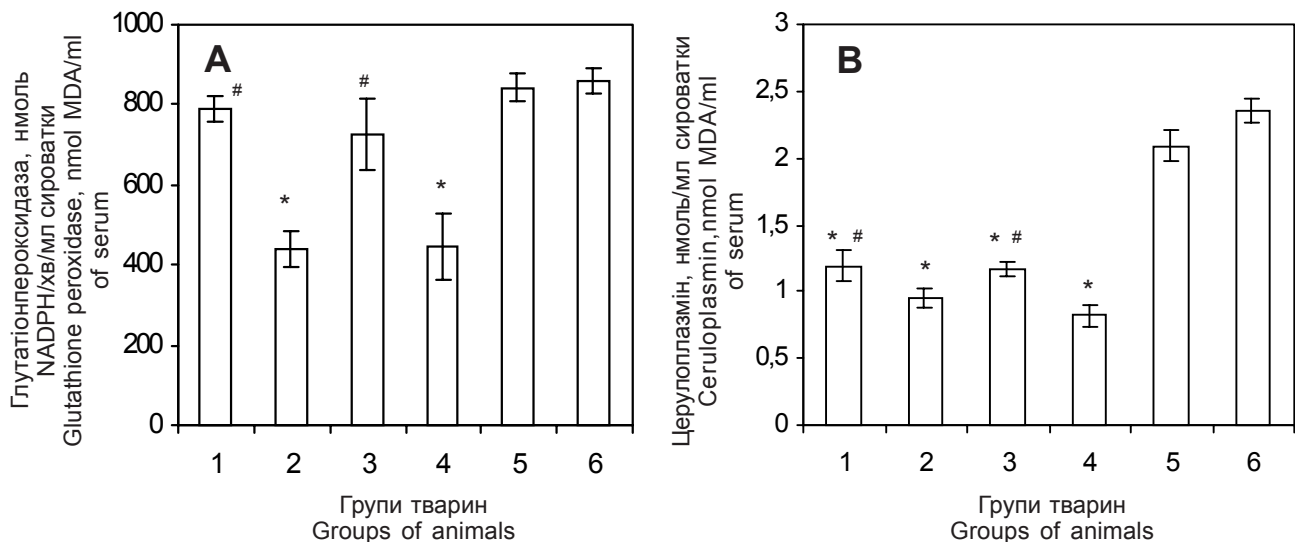 Глутатіонпероксидаза, нмоль
NADPH/хв/мл сироватки
Glutathione peroxidase, nmol MDA/ml
of serum
1000
800
600
400
200
0
A
#
*
#
*
1 2 3 4 5 6
Групи тварин
Groups of animals
Церулоплазмін, нмоль/мл сироватки
Ceruloplasmin,nmol MDA/ml
of serum
3
2,5
2
1,5
1
0,5
0
B
* #
*
* #
*
1 2 3 4 5 6
Групи тварин
Groups of animals